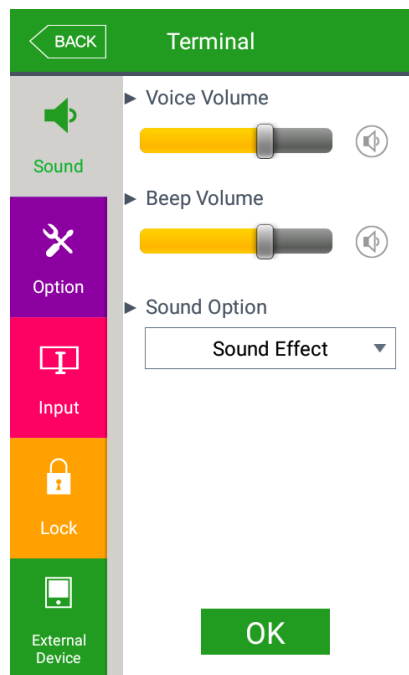 BACK
Terminal
Sound
Option
Input
Lock
External
Device
Voice Volume
Beep Volume
Sound Option
Sound Effect
OK